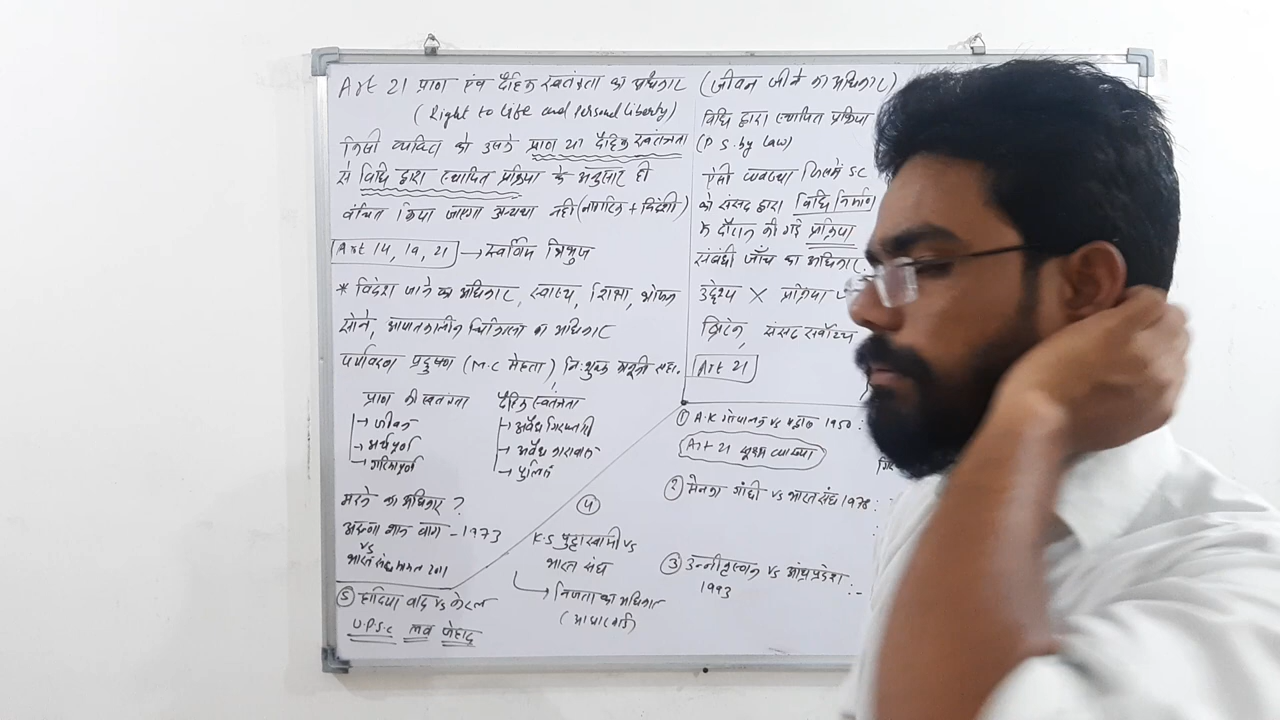 Art 21 प्राण एवं दैहिक स्वतंत्रता का अधिकार (जीवन जीने का अधिकार)
(Right to Life and Personal Liberty)
किसी व्यक्ति को उसके प्राण या दैहिक स्वतंत्रता
से विधि द्वारा स्थापित प्रक्रिया के अनुसार ही
वंचित किया जाएगा अन्यथा नहीं (नागरिक + विदेशी)
Art 14, 19, 21 → स्वर्णिम त्रिभुज
* विदेश जाने का अधिकार, स्वास्थ्य, शिक्षा, भोजन
सोने, आपातकालीन चिकित्सा का अधिकार
पर्यावरण प्रदुषण (M.C मेहता), नि:शुल्क कानूनी सहा.
प्राण की स्वतंत्रता
→ जीवन
→ अर्थपूर्ण
→ गरिमापूर्ण
दैहिक स्वतंत्रता
→ अवैध गिरफ्तारी
→ अवैध कारावास
→ पुलिस
मरने का अधिकार ?
अरुणा शान बाग - 1973
vs
भारत संघ 2011
विधि द्वारा स्थापित प्रक्रिया
(P S. by Law)
ऐसी व्यवस्था जिसमें SC
को संसद द्वारा विधि निर्माण
के दौरान की गई प्रक्रिया
संबंधी जाँच का अधिकार.
उद्देश्य X प्रक्रिया
ब्रिटेन, संसद सर्वोच्च
Art 21
① A.K गोपालन vs मद्रास 1950 :
Art 21 सूक्ष्म व्याख्या
② मेनका गांधी vs भारत संघ 1978 :
③ उन्नीकृष्णन vs आंध्रप्रदेश :-
1993
④
K.S पुट्टास्वामी vs
भारत संघ
→ निजता का अधिकार
(आधार कार्ड)
⑤ हादिया वाद vs केरल
U.P.S.C लव जेहाद